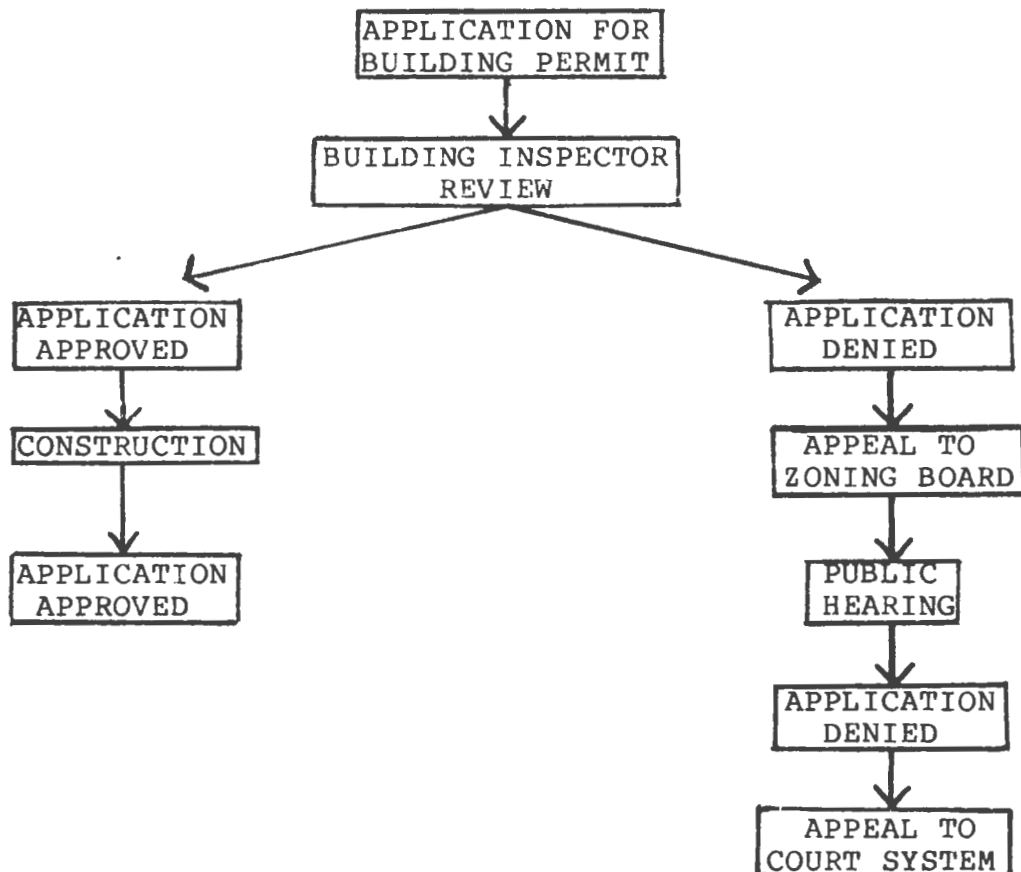 APPLICATION FOR
BUILDING PERMIT
BUILDING INSPECTOR
REVIEW
APPLICATION
APPROVED
CONSTRUCTION
APPLICATION
APPROVED
APPLICATION
DENIED
APPEAL TO
ZONING BOARD
PUBLIC
HEARING
APPLICATION
DENIED
APPEAL TO
COURT SYSTEM